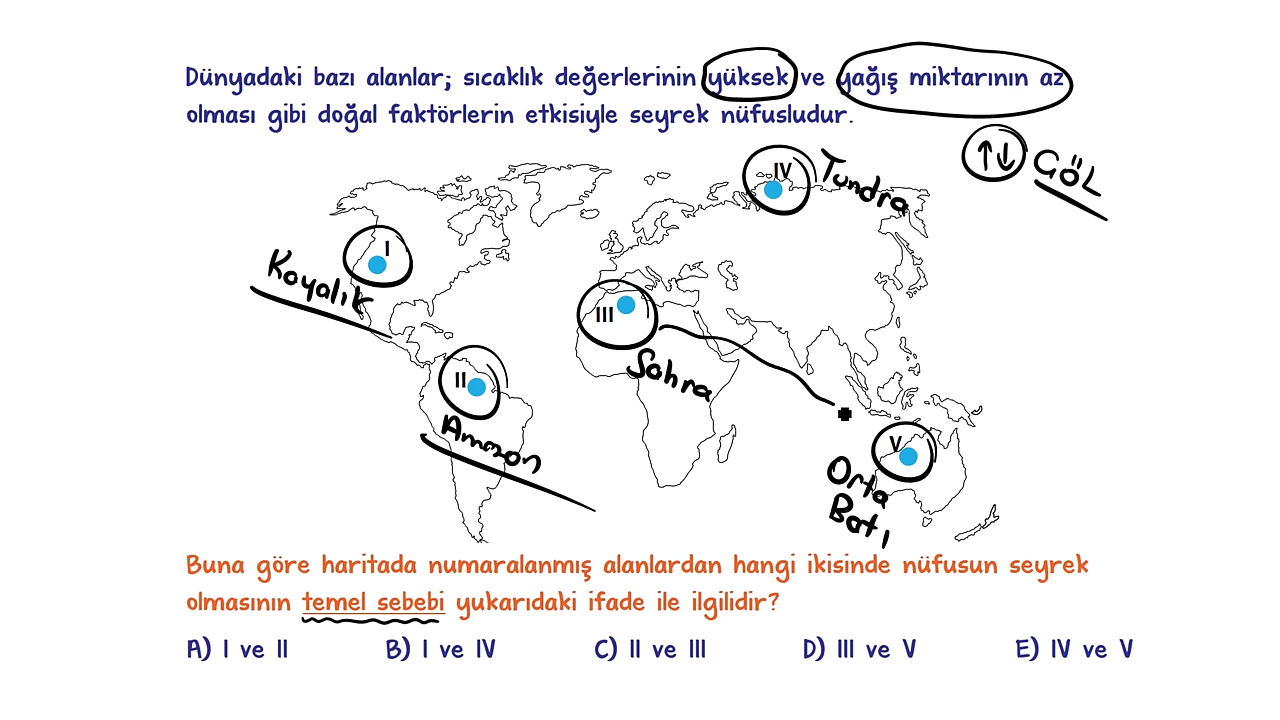 Dünyadaki bazı alanlar; sıcaklık değerlerinin yüksek ve yağış miktarının az
olması gibi doğal faktörlerin etkisiyle seyrek nüfusludur.
↑↓ GÖL
IV Tundra
I
Kayalık
III
Sahra
II
Amazon
V
Orta
Batı
Buna göre haritada numaralanmış alanlardan hangi ikisinde nüfusun seyrek
olmasının temel sebebi yukarıdaki ifade ile ilgilidir?
A) I ve II B) I ve IV C) II ve III D) III ve V E) IV ve V